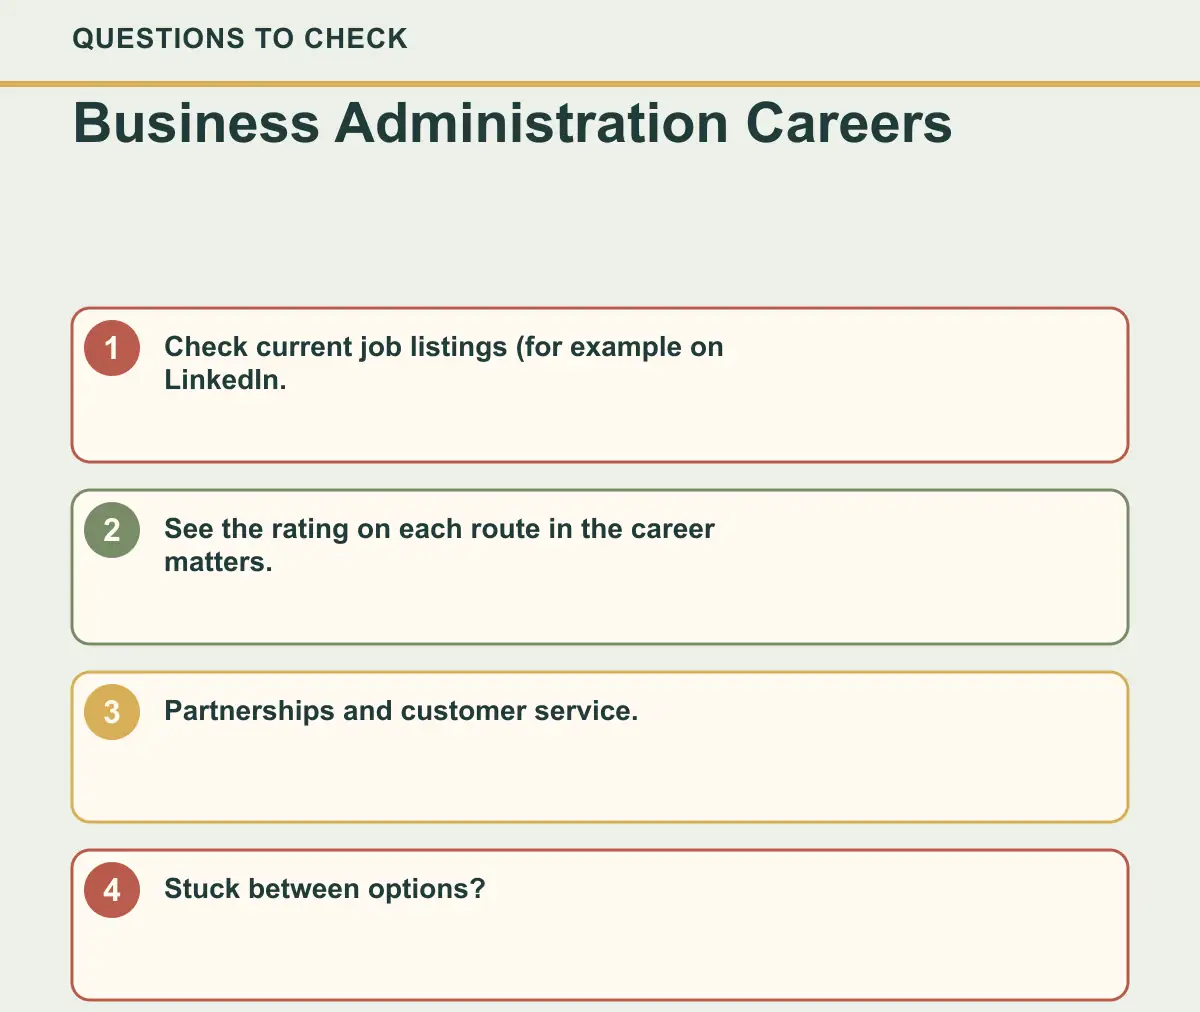 QUESTIONS TO CHECK
Business Administration Careers
1
Check current job listings (for example on
LinkedIn.
2
See the rating on each route in the career
matters.
3
Partnerships and customer service.
4
Stuck between options?